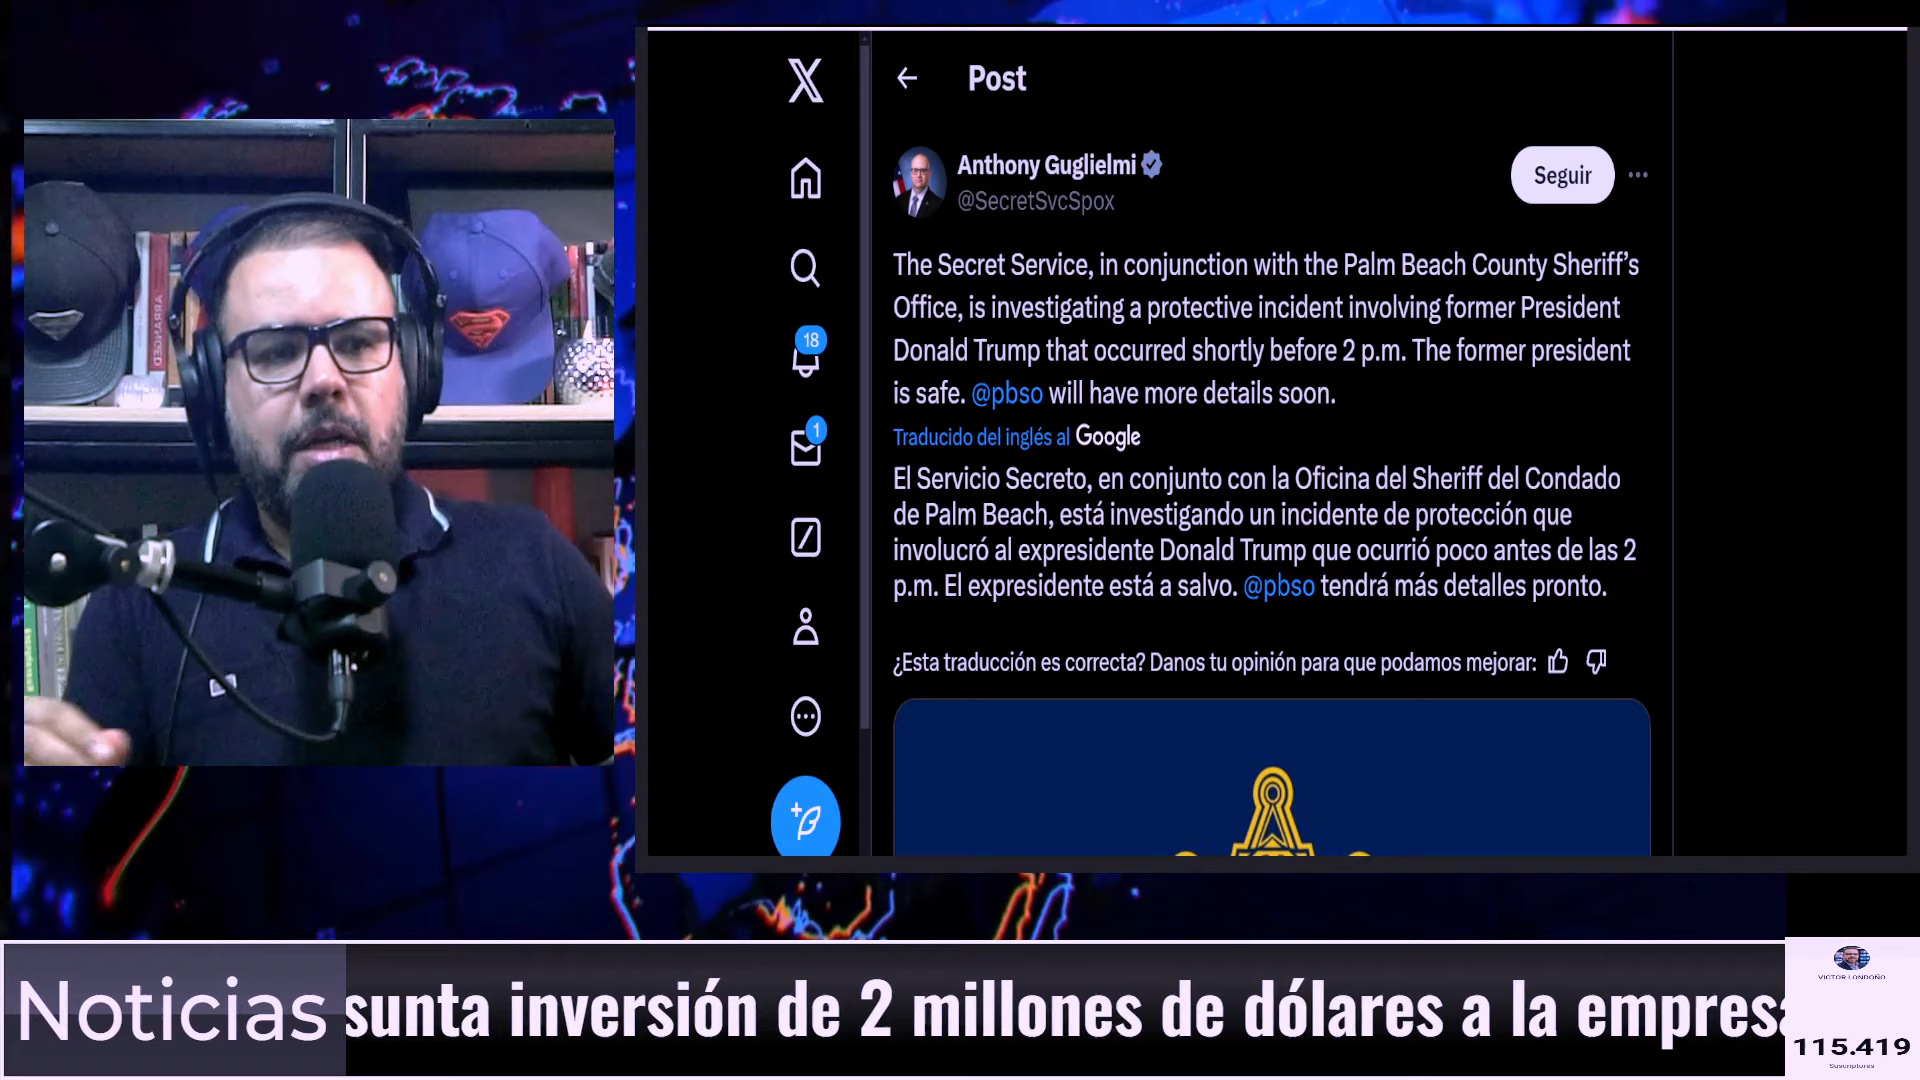 Post
Anthony Guglielmi
@SecretSvcSpox
Seguir
The Secret Service, in conjunction with the Palm Beach County Sheriff’s
Office, is investigating a protective incident involving former President
Donald Trump that occurred shortly before 2 p.m. The former president
is safe. @pbso will have more details soon.
Traducido del inglés al Google
El Servicio Secreto, en conjunto con la Oficina del Sheriff del Condado
de Palm Beach, está investigando un incidente de protección que
involucró al expresidente Donald Trump que ocurrió poco antes de las 2
p.m. El expresidente está a salvo. @pbso tendrá más detalles pronto.
¿Esta traducción es correcta? Danos tu opinión para que podamos mejorar:
18
1
Noticias
sunta inversión de 2 millones de dólares a la empresa
VICTOR LONDOÑO
115.419
Suscriptores